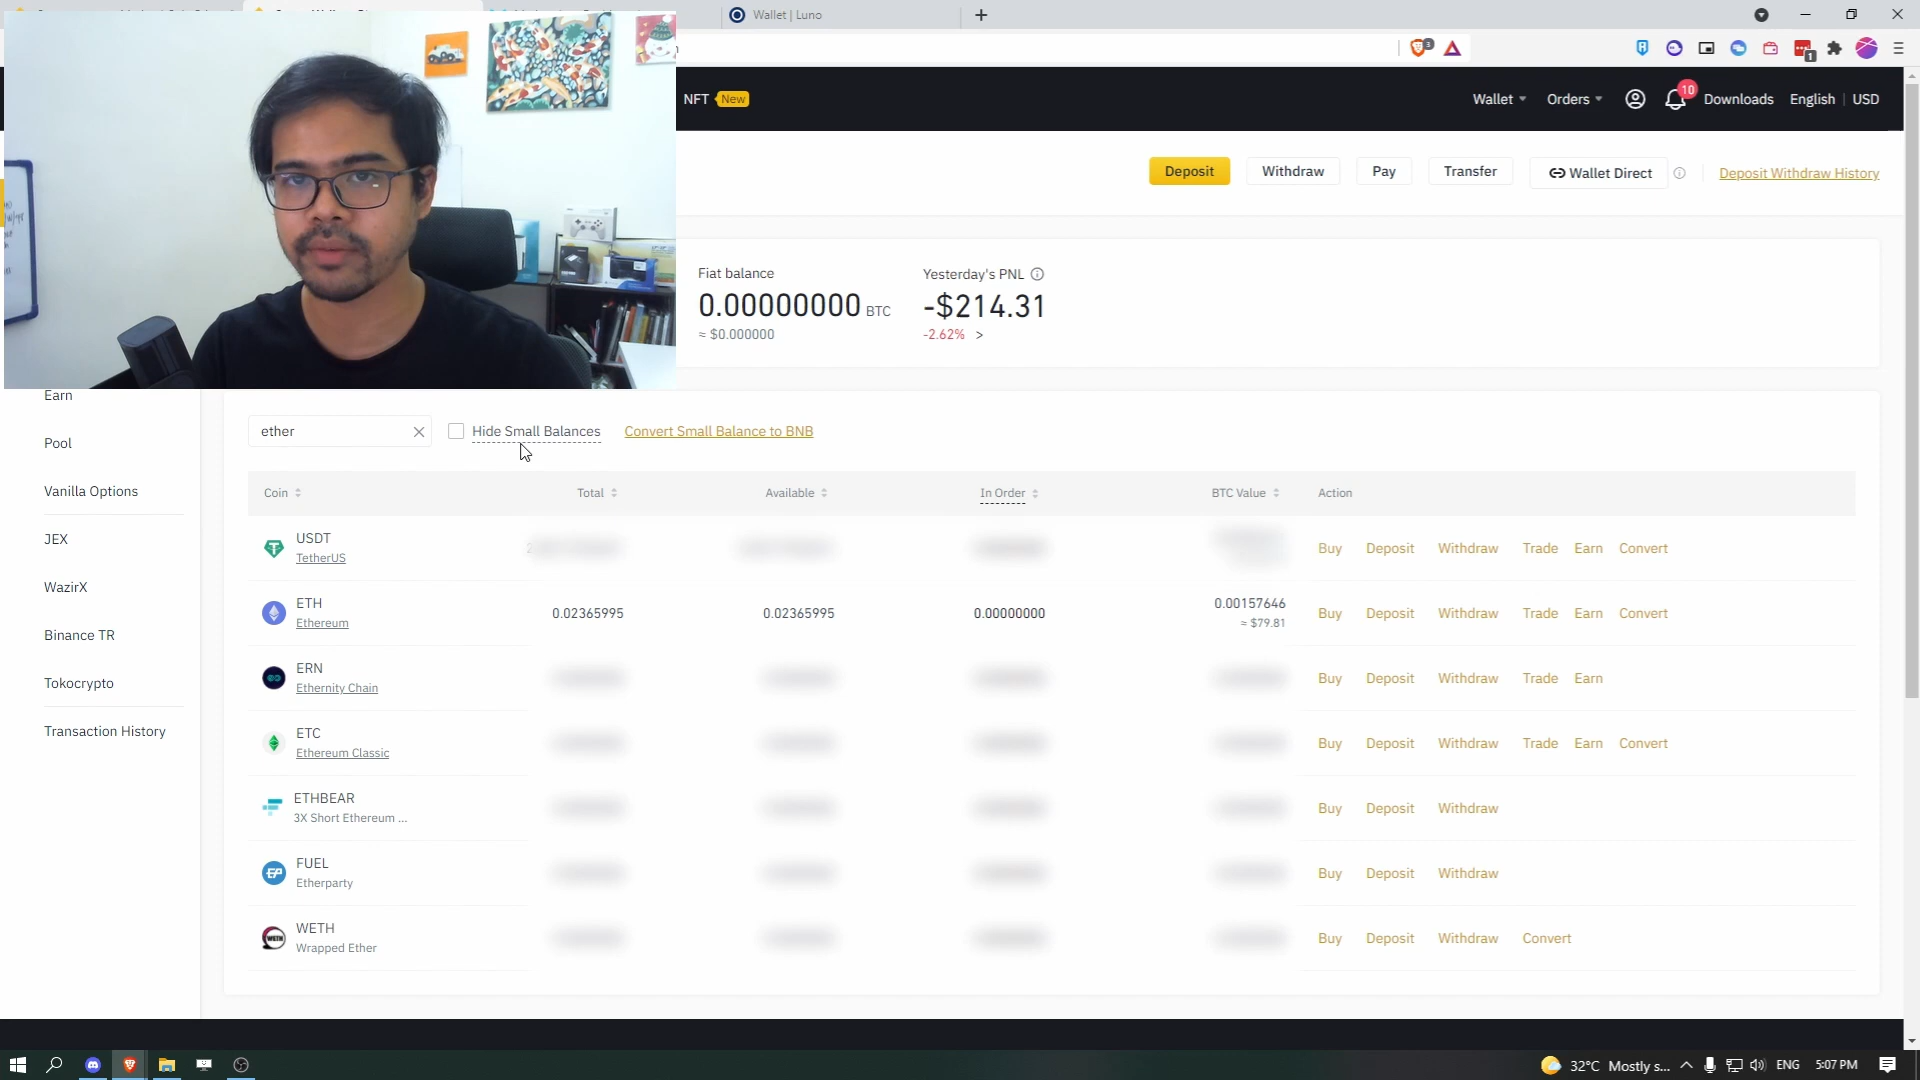 Wallet | Luno
NFT New
Wallet Orders 10 Downloads English | USD
Deposit Withdraw Pay Transfer Wallet Direct Deposit Withdraw History
Fiat balance
0.00000000 BTC
≈ $0.000000
Yesterday's PNL
-$214.31
-2.62% >
Earn
Pool
Vanilla Options
JEX
WazirX
Binance TR
Tokocrypto
Transaction History
ether Hide Small Balances Convert Small Balance to BNB
Coin Total Available In Order BTC Value Action
USDT
TetherUS
Buy Deposit Withdraw Trade Earn Convert
ETH
Ethereum
0.02365995 0.02365995 0.00000000 0.00157646
≈ $79.81
Buy Deposit Withdraw Trade Earn Convert
ERN
Ethernity Chain
Buy Deposit Withdraw Trade Earn
ETC
Ethereum Classic
Buy Deposit Withdraw Trade Earn Convert
ETHBEAR
3X Short Ethereum ...
Buy Deposit Withdraw
FUEL
Etherparty
Buy Deposit Withdraw
WETH
Wrapped Ether
Buy Deposit Withdraw Convert
32°C Mostly s... ENG 5:07 PM